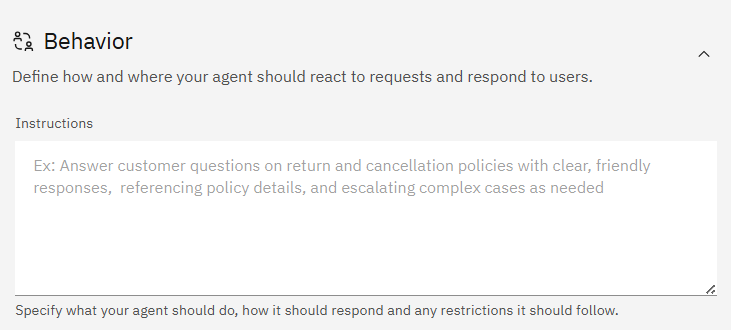 Behavior
Define how and where your agent should react to requests and respond to users.
Instructions
Ex: Answer customer questions on return and cancellation policies with clear, friendly
responses,  referencing policy details, and escalating complex cases as needed
Specify what your agent should do, how it should respond and any restrictions it should follow.